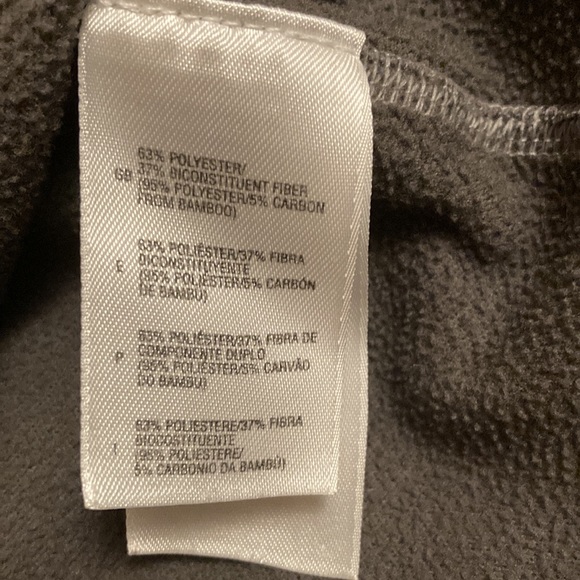 63% POLYESTER/
37% BICONSTITUENT FIBER
GB (95% POLYESTER/5% CARBON
FROM BAMBOO)
63% POLIÉSTER/37% FIBRA
E BICONSTITUYENTE
(95% POLIÉSTER/5% CARBÓN
DE BAMBÚ)
63% POLIÉSTER/37% FIBRA DE
P COMPONENTE DUPLO
(95% POLIÉSTER/5% CARVÃO
DO BAMBU)
63% POLIESTERE/37% FIBRA
I BICOSTITUENTE
(95% POLIESTERE/
5% CARBONIO DA BAMBÙ)